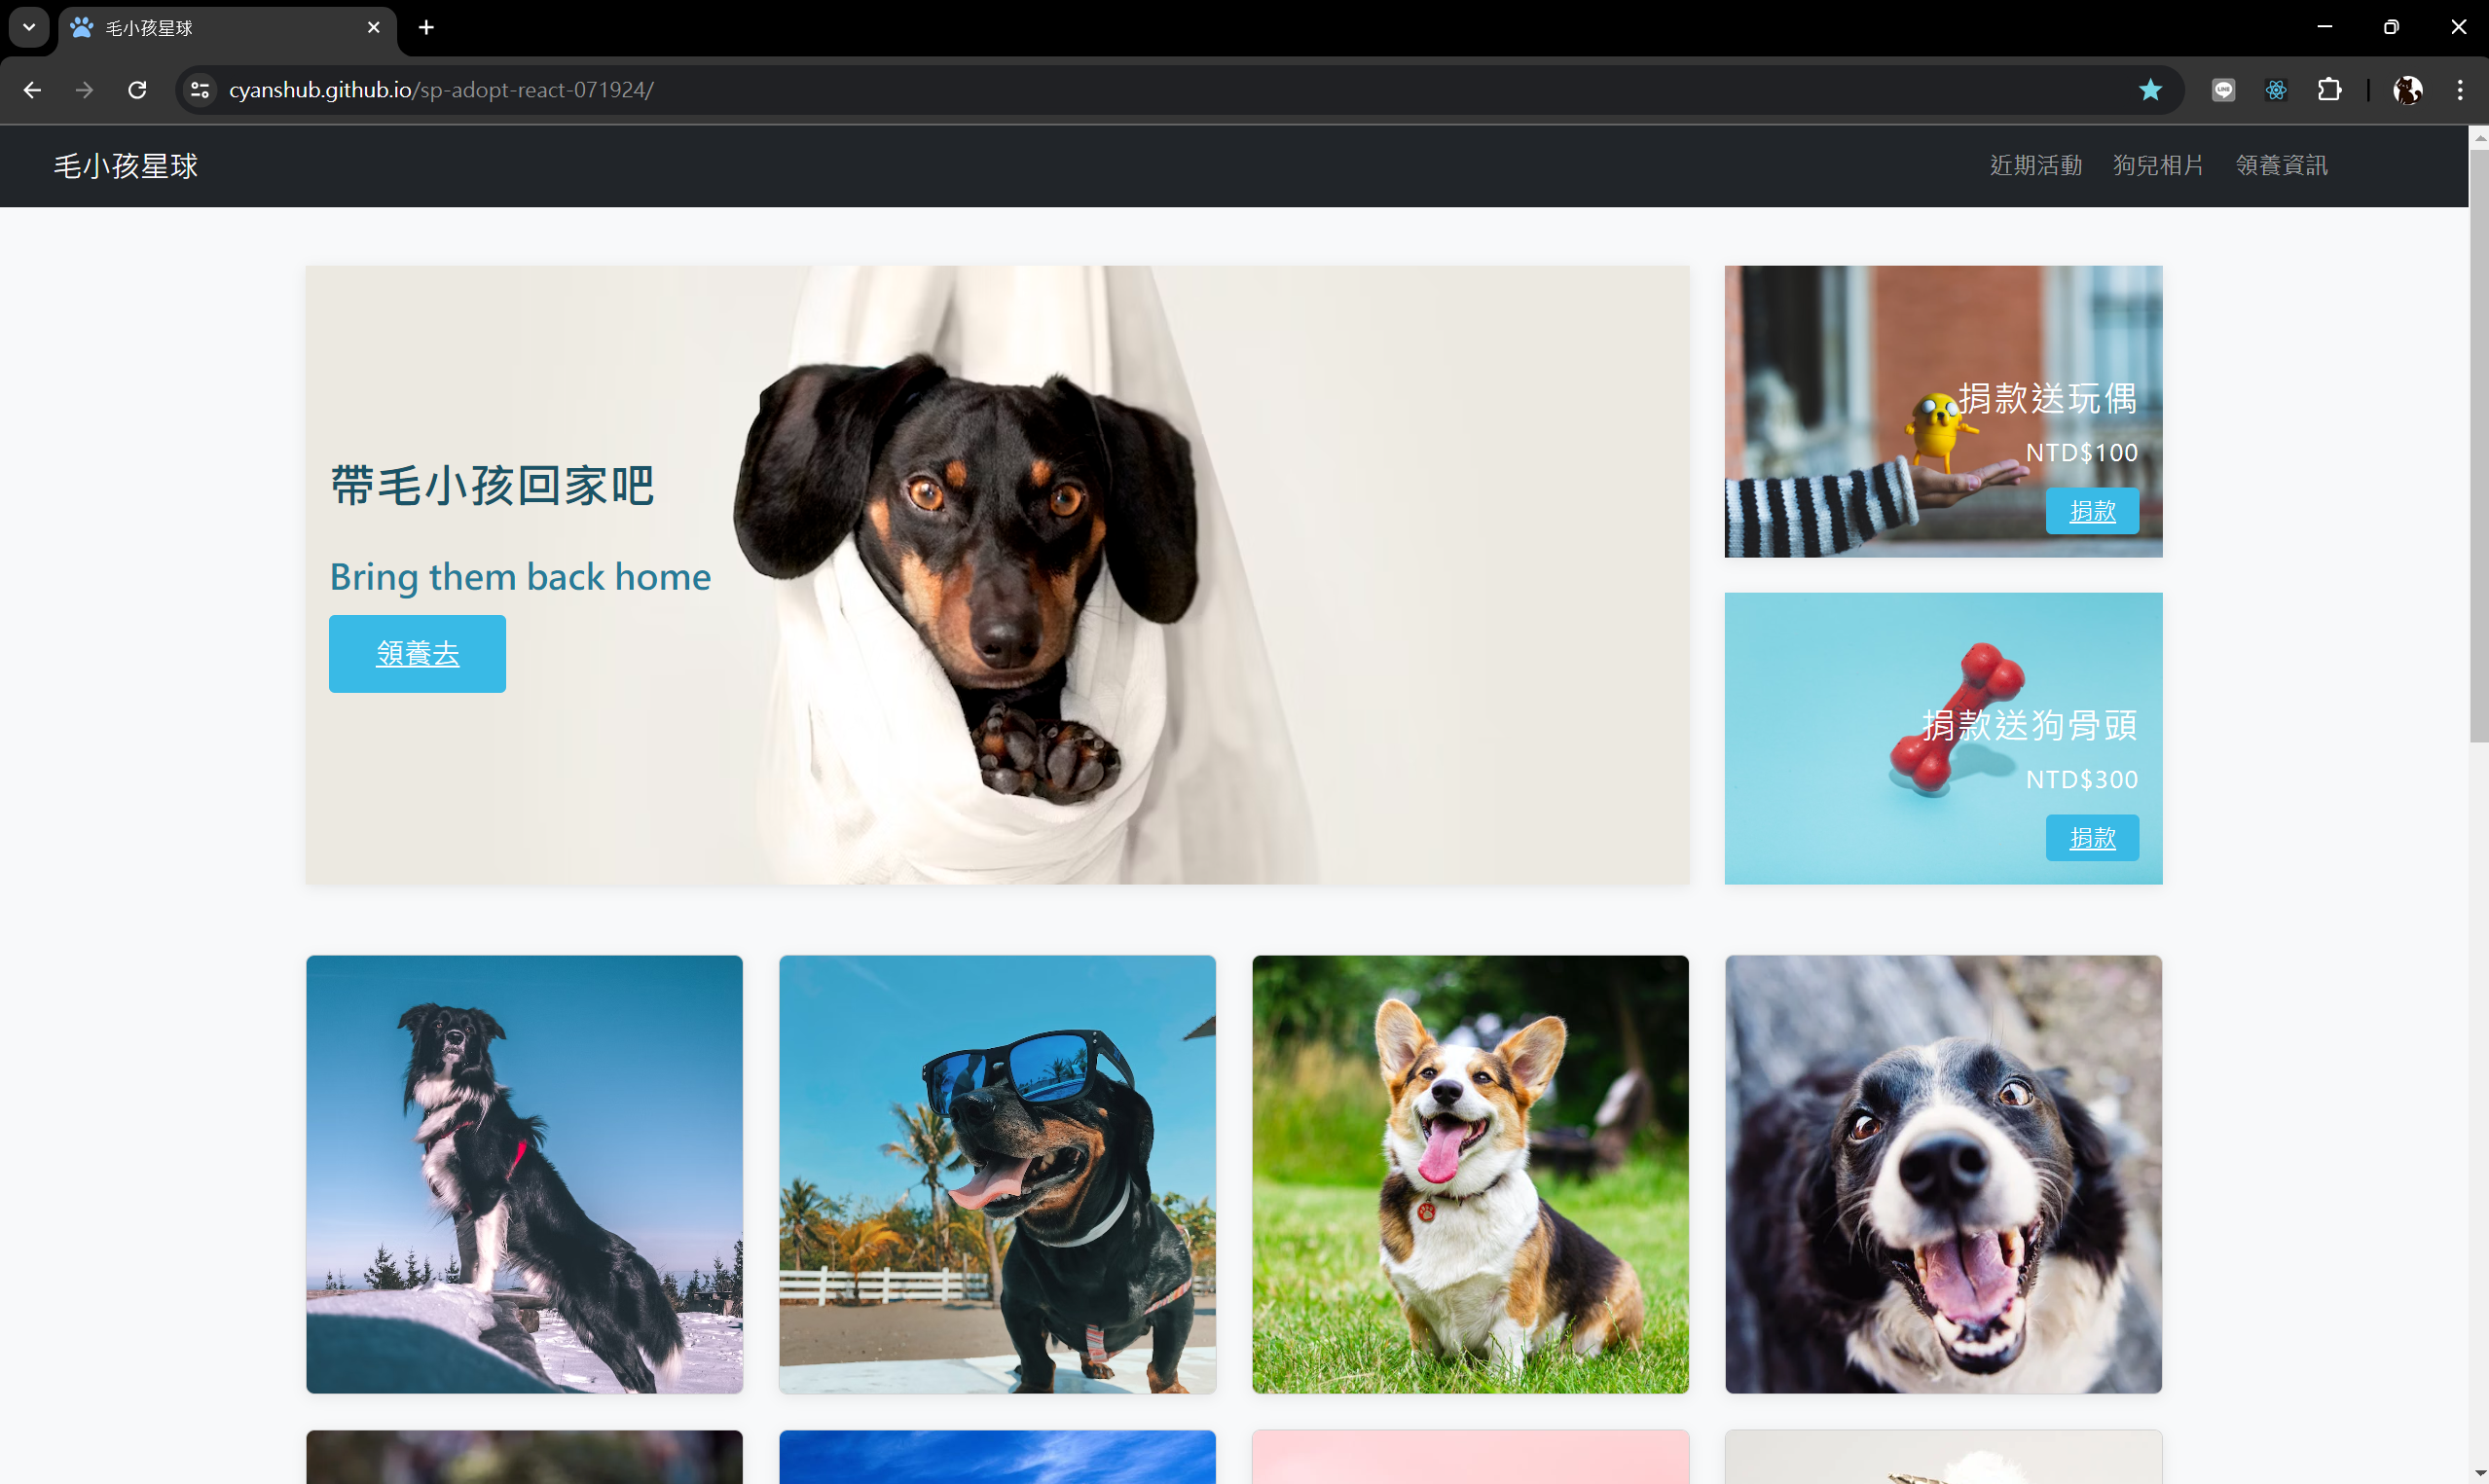 毛小孩星球
cyanshub.github.io/sp-adopt-react-071924/
毛小孩星球
近期活動
狗兒相片
領養資訊
帶毛小孩回家吧
Bring them back home
領養去
捐款送玩偶
NTD$100
捐款
捐款送狗骨頭
NTD$300
捐款